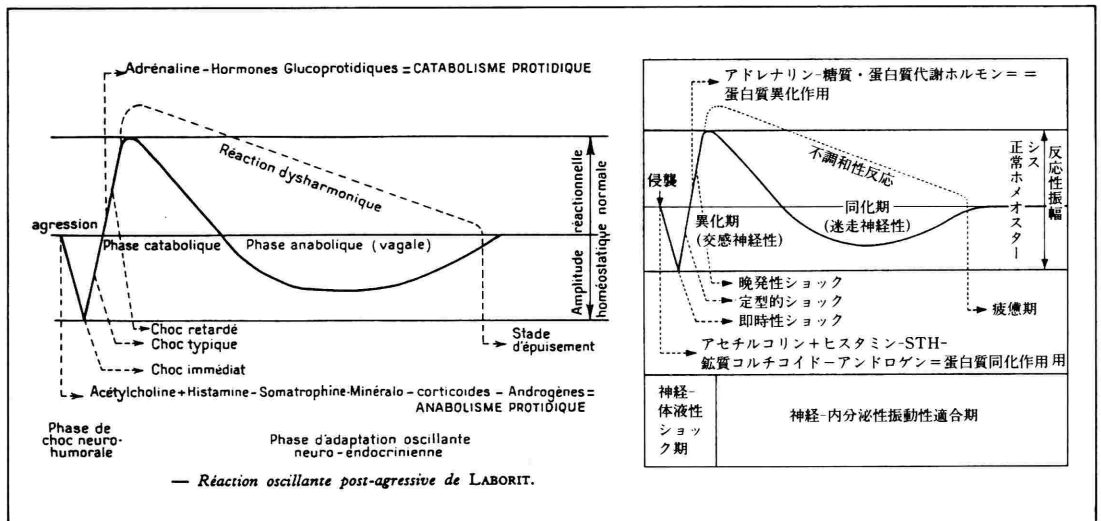 Adrénaline-Hormones Glucoprotidiques = CATABOLISME PROTIDIQUE
Réaction dysharmonique
agression
Phase catabolique
Phase anabolique (vagale)
Amplitude réactionnelle
homéostatique normale
Choc retardé
Choc typique
Choc immédiat
Stade
d'épuisement
Acétylcholine+Histamine-Somatrophine-Minéralo-corticoides-Androgènes=
ANABOLISME PROTIDIQUE
Phase de
choc neuro-
humorale
Phase d'adaptation oscillante
neuro-endocrinienne
— Réaction oscillante post-agressive de LABORIT.
アドレナリン-糖質・蛋白質代謝ホルモン==
蛋白質異化作用
不調和性反応
侵襲
異化期
(交感神経性)
同化期
(迷走神経性)
反応性振幅
正常ホメオスター
シス
晩発性ショック
定型的ショック
即時性ショック
疲憊期
アセチルコリン+ヒスタミン-STH-
鉱質コルチコイド-アンドロゲン=蛋白質同化作用用
神経-
体液性
ショッ
ク期
神経-内分泌性振動性適合期